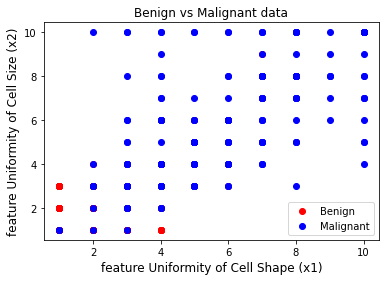 Benign vs Malignant data
feature Uniformity of Cell Size (x2)
10
8
6
4
2
Benign
Malignant
2 4 6 8 10
feature Uniformity of Cell Shape (x1)